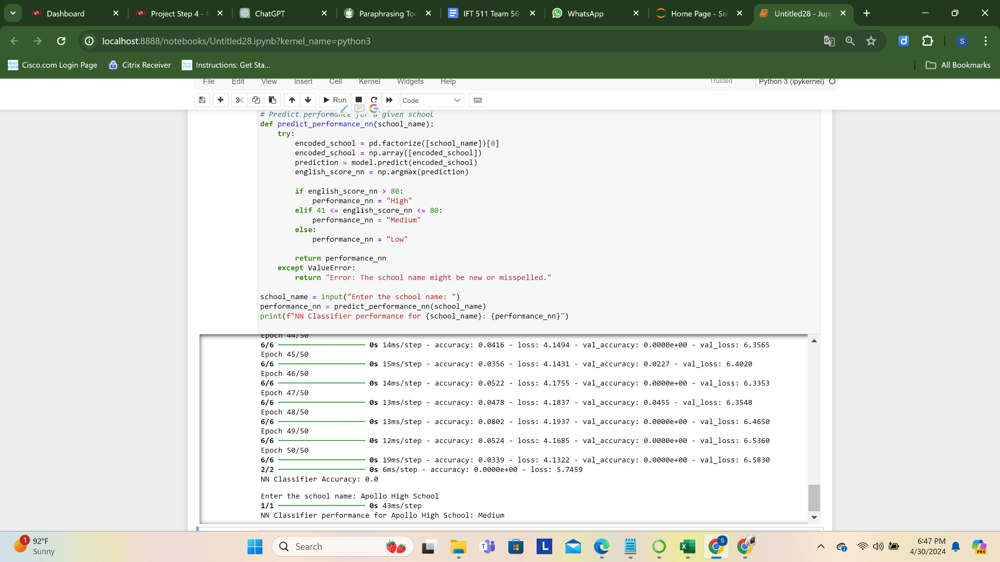 Dashboard
Project Step 4 -
ChatGPT
Paraphrasing Too
IFT 511 Team 56
WhatsApp
Home Page - Sel
Untitled28 - Jupy
localhost:8888/notebooks/Untitled28.ipynb?kernel_name=python3
S
Cisco.com Login Page
Citrix Receiver
Instructions: Get Sta...
All Bookmarks
File Edit View Insert Cell Kernel Widgets Help
Trusted
Python 3 (ipykernel)
Run
Code
# Predict performance for a given school
def predict_performance_nn(school_name):
try:
encoded_school = pd.factorize([school_name])[0]
encoded_school = np.array([encoded_school])
prediction = model.predict(encoded_school)
english_score_nn = np.argmax(prediction)
if english_score_nn > 80:
performance_nn = "High"
elif 41 <= english_score_nn <= 80:
performance_nn = "Medium"
else:
performance_nn = "Low"
return performance_nn
except ValueError:
return "Error: The school name might be new or misspelled."
school_name = input("Enter the school name: ")
performance_nn = predict_performance_nn(school_name)
print(f"NN Classifier performance for {school_name}: {performance_nn}")
Epoch 44/50
6/6 0s 14ms/step - accuracy: 0.0416 - loss: 4.1494 - val_accuracy: 0.0000e+00 - val_loss: 6.3565
Epoch 45/50
6/6 0s 15ms/step - accuracy: 0.0356 - loss: 4.1431 - val_accuracy: 0.0227 - val_loss: 6.4020
Epoch 46/50
6/6 0s 14ms/step - accuracy: 0.0522 - loss: 4.1755 - val_accuracy: 0.0000e+00 - val_loss: 6.3353
Epoch 47/50
6/6 0s 13ms/step - accuracy: 0.0478 - loss: 4.1837 - val_accuracy: 0.0455 - val_loss: 6.3548
Epoch 48/50
6/6 0s 13ms/step - accuracy: 0.0802 - loss: 4.1937 - val_accuracy: 0.0000e+00 - val_loss: 6.4650
Epoch 49/50
6/6 0s 12ms/step - accuracy: 0.0524 - loss: 4.1685 - val_accuracy: 0.0000e+00 - val_loss: 6.5360
Epoch 50/50
6/6 0s 19ms/step - accuracy: 0.0339 - loss: 4.1322 - val_accuracy: 0.0000e+00 - val_loss: 6.5830
2/2 0s 6ms/step - accuracy: 0.0000e+00 - loss: 5.7459
NN Classifier Accuracy: 0.0
Enter the school name: Apollo High School
1/1 0s 43ms/step
NN Classifier performance for Apollo High School: Medium
1
92°F
Sunny
Search
L
S
PRE
6:47 PM
4/30/2024